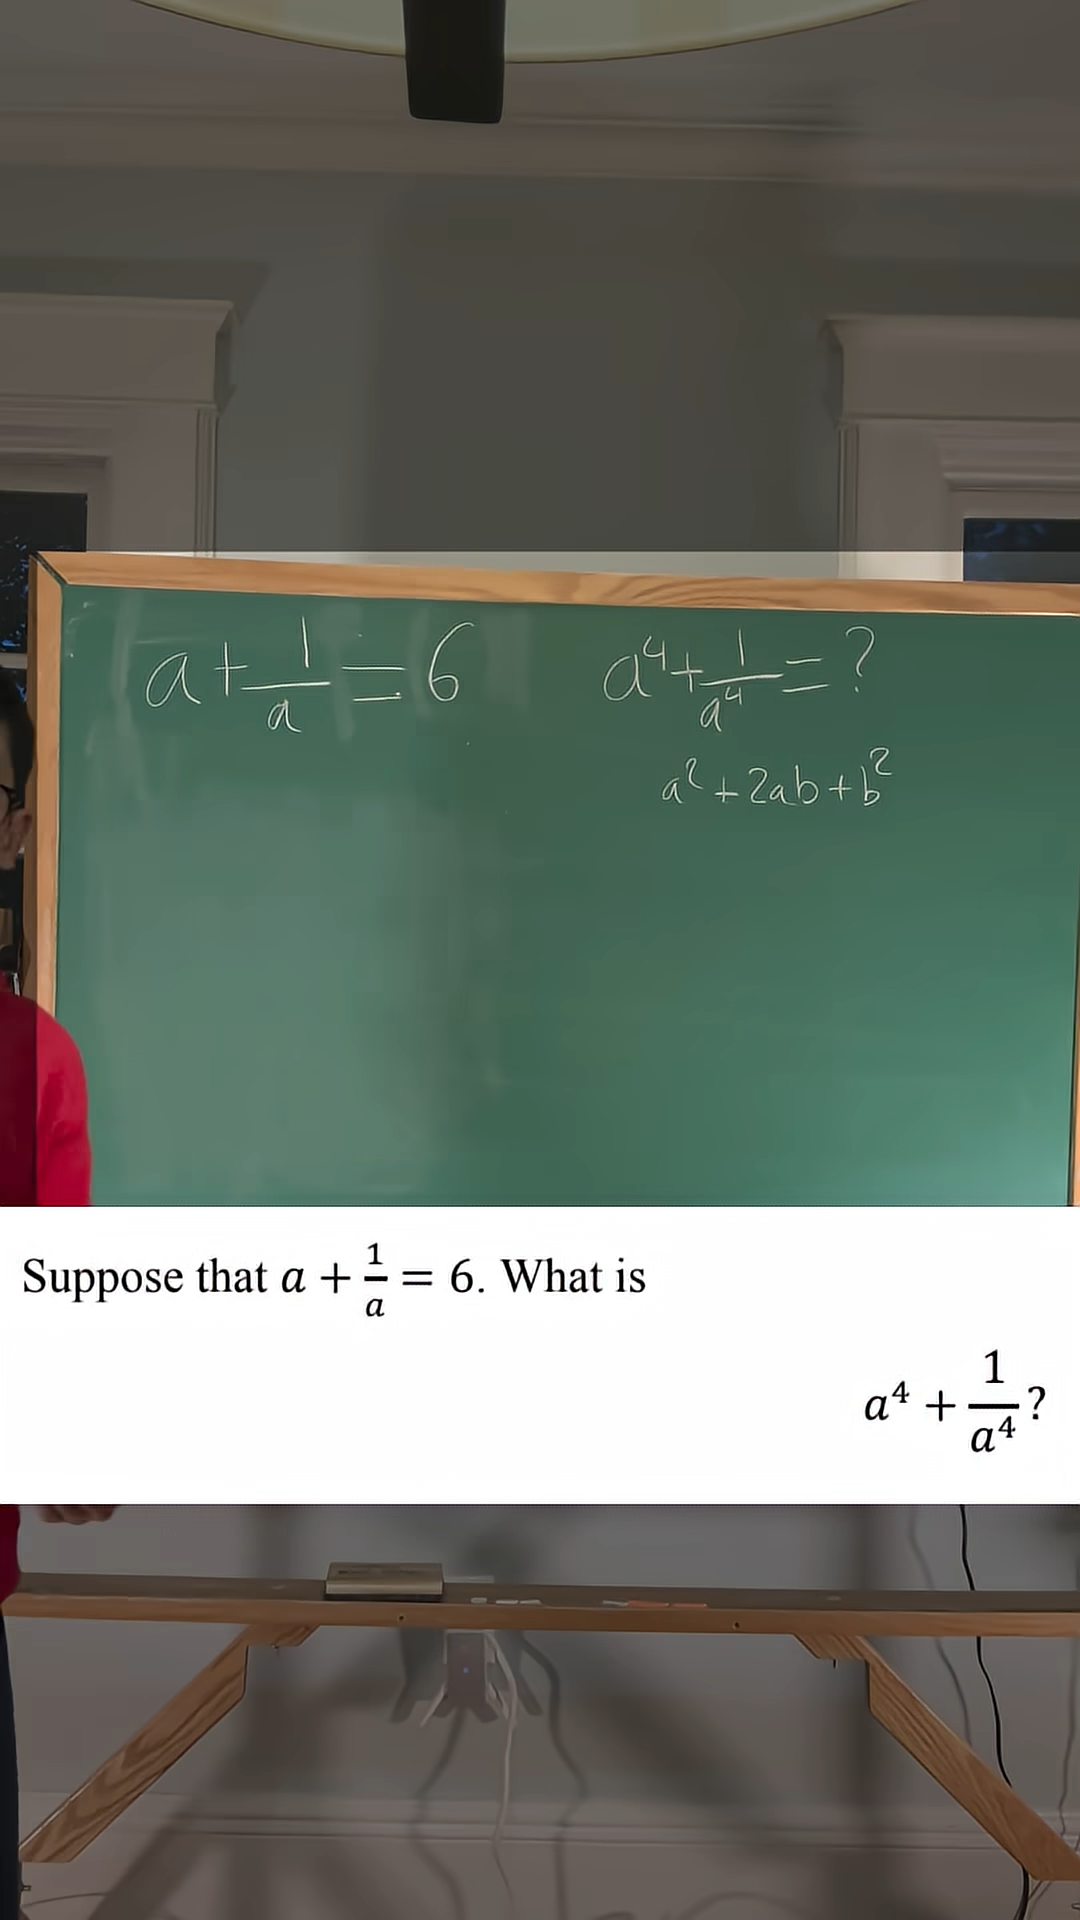 a + 1/a = 6
a⁴ + 1/a⁴ = ?
a² + 2ab + b²
Suppose that a + 1/a = 6. What is
a⁴ + 1/a⁴?